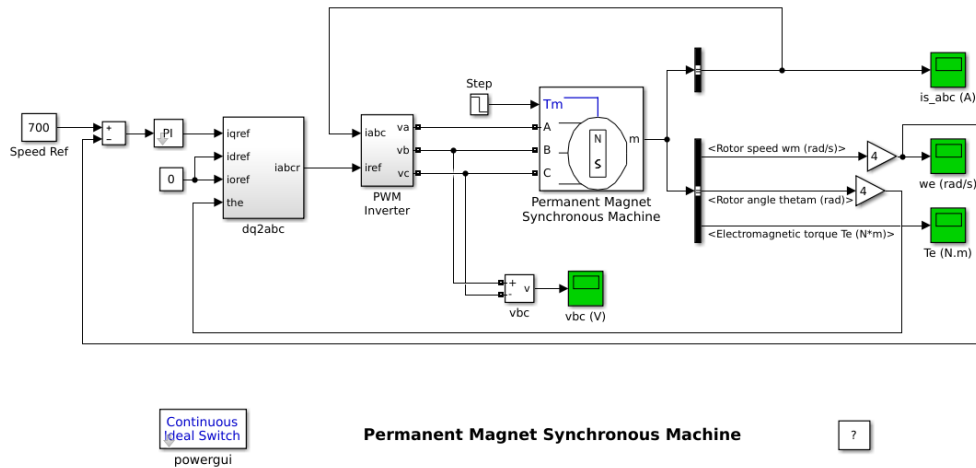 Step
is_abc (A)
700
+
−
PI
Speed Ref
iqref
idref
ioref
the
iabcr
0
dq2abc
iabc
iref
va
vb
vc
PWM
Inverter
Tm
A
B
C
N
S
m
Permanent Magnet
Synchronous Machine
<Rotor speed wm (rad/s)>
4
we (rad/s)
<Rotor angle thetam (rad)>
4
<Electromagnetic torque Te (N*m)>
Te (N.m)
+
-
v
vbc
vbc (V)
Continuous
Ideal Switch
powergui
Permanent Magnet Synchronous Machine
?